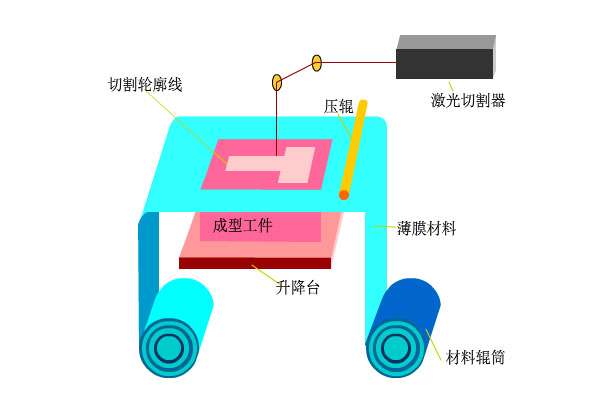 切割轮廓线
激光切割器
压辊
成型工件
薄膜材料
升降台
材料辊筒